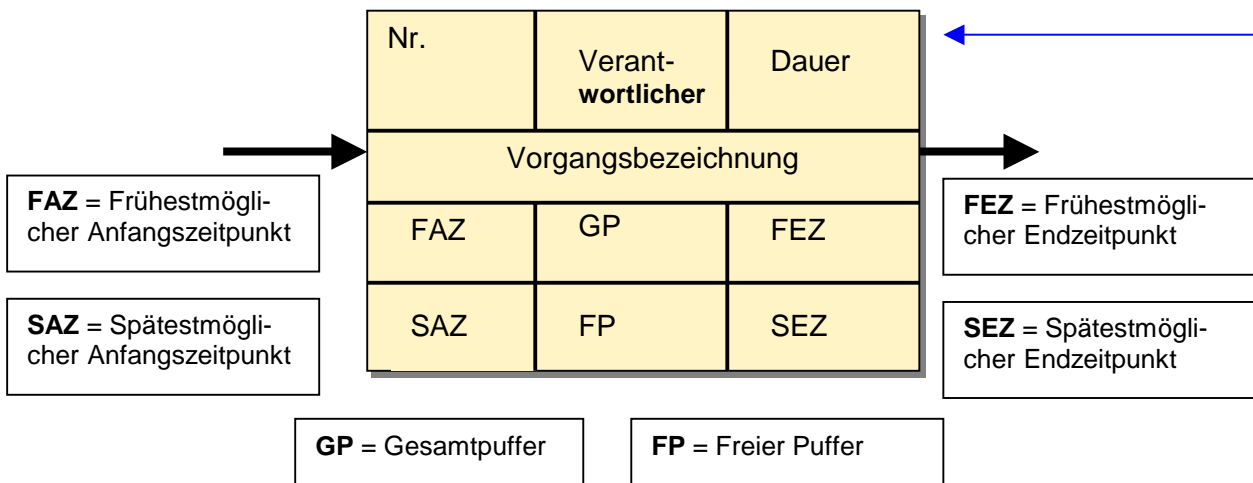 Nr.
Verant-
wortlicher
Dauer
Vorgangsbezeichnung
FAZ = Frühestmögli-
cher Anfangszeitpunkt
FAZ
GP
FEZ
FEZ = Frühestmögli-
cher Endzeitpunkt
SAZ = Spätestmögli-
cher Anfangszeitpunkt
SAZ
FP
SEZ
SEZ = Spätestmögli-
cher Endzeitpunkt
GP = Gesamtpuffer
FP = Freier Puffer